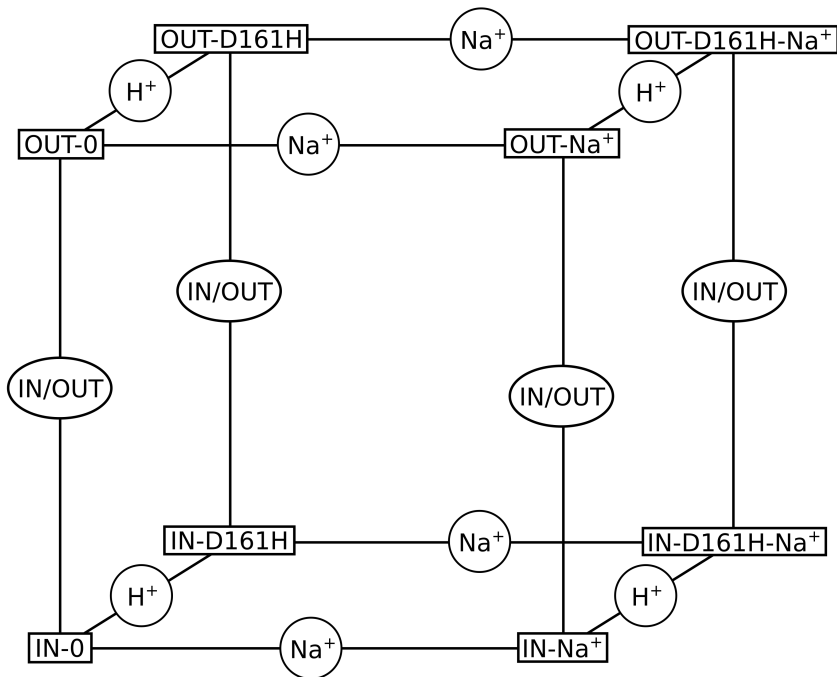 OUT-D161H
Na⁺
OUT-D161H-Na⁺
H⁺
H⁺
OUT-0
Na⁺
OUT-Na⁺
IN/OUT
IN/OUT
IN/OUT
IN/OUT
IN-D161H
Na⁺
IN-D161H-Na⁺
H⁺
H⁺
IN-0
Na⁺
IN-Na⁺